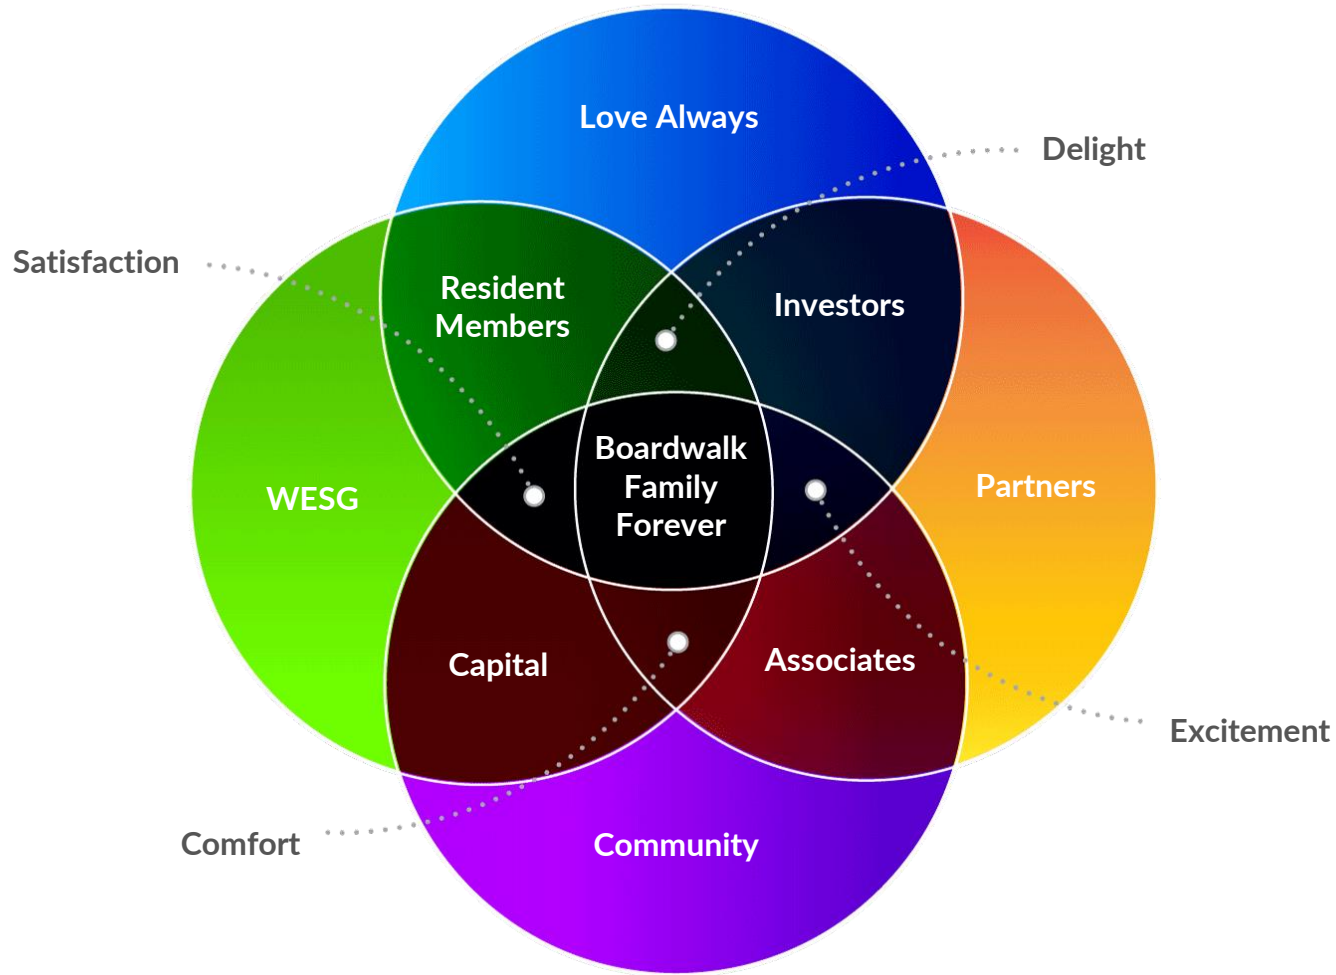 Love Always
Delight
Satisfaction
Resident
Members
Investors
Boardwalk
Family
Forever
WESG
Partners
Capital
Associates
Excitement
Comfort
Community